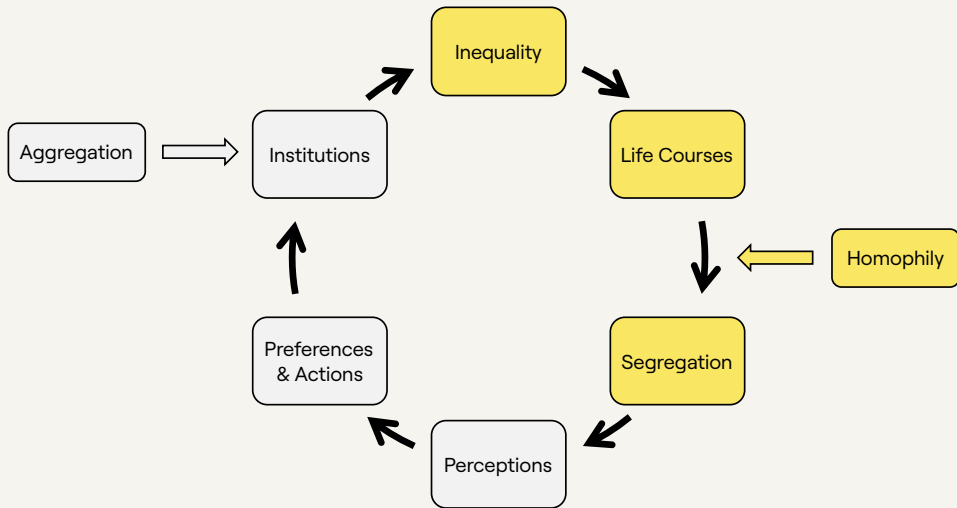 Inequality
Aggregation
Institutions
Life Courses
Homophily
Preferences
& Actions
Segregation
Perceptions